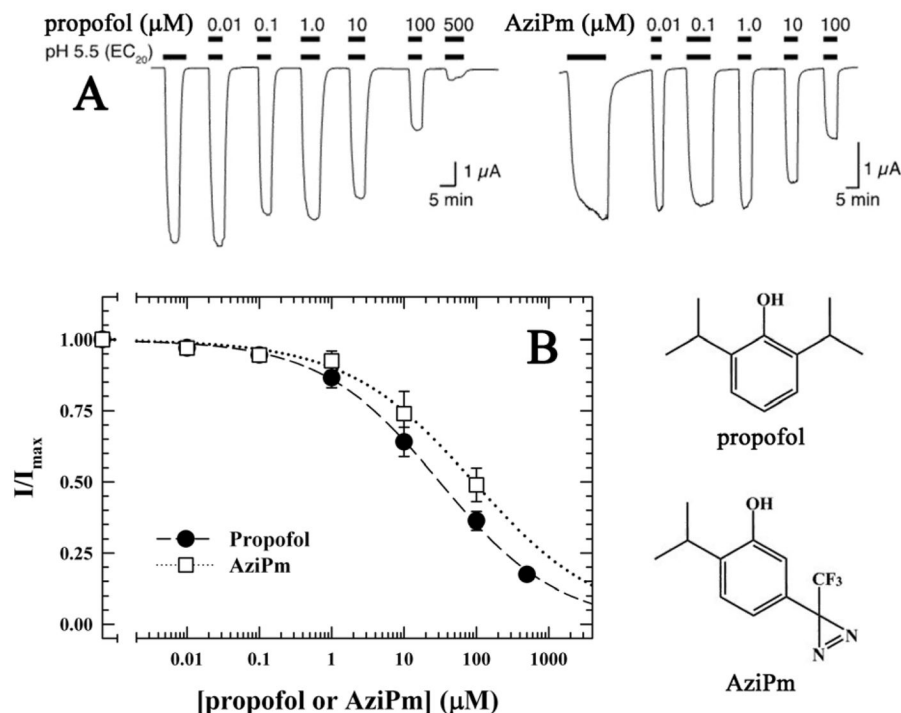 propofol (μM) 0.01 0.1 1.0 10 100 500
pH 5.5 (EC20)
A
1 μA
5 min
AziPm (μM) 0.01 0.1 1.0 10 100
1 μA
5 min
B
I/Imax
1.00
0.75
0.50
0.25
0.00
Propofol
AziPm
0.01 0.1 1 10 100 1000
[propofol or AziPm] (μM)
OH
propofol
OH
CF3
N
N
AziPm